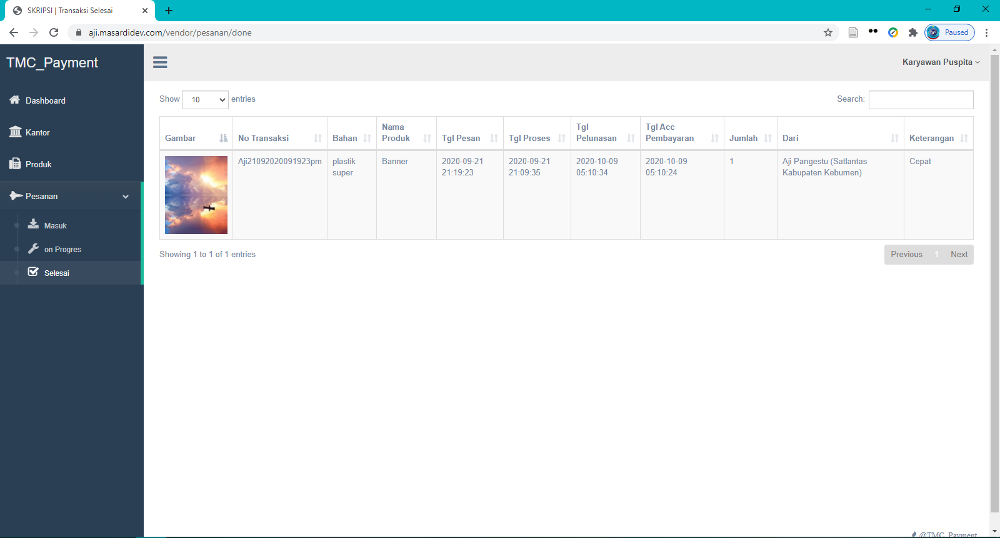 SKRIPSI | Transaksi Selesai
aji.masardidev.com/vendor/pesanan/done
Paused
TMC_Payment
Karyawan Puspita
Dashboard
Kantor
Produk
Pesanan
Masuk
on Progres
Selesai
Show 10 entries
Search:
Gambar
No Transaksi
Bahan
Nama
Produk
Tgl Pesan
Tgl Proses
Tgl
Pelunasan
Tgl Acc
Pembayaran
Jumlah
Dari
Keterangan
Aji21092020091923pm
plastik
super
Banner
2020-09-21
21:19:23
2020-09-21
21:09:35
2020-10-09
05:10:34
2020-10-09
05:10:24
1
Aji Pangestu (Satlantas
Kabupaten Kebumen)
Cepat
Showing 1 to 1 of 1 entries
Previous 1 Next
@TMC_Payment